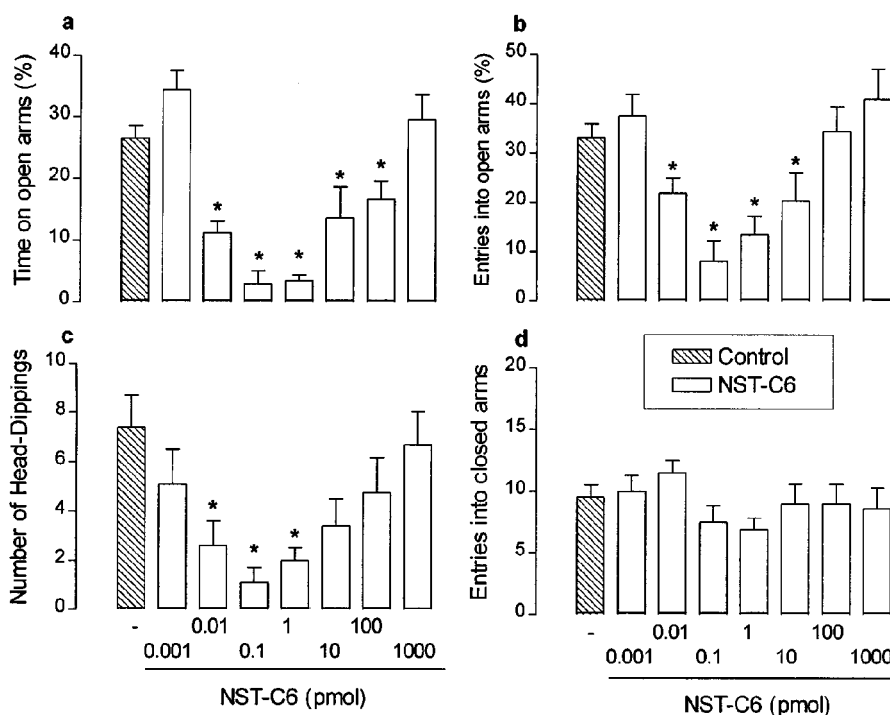 a
Time on open arms (%)
40
30
20
10
0
*
*
*
*
*
b
Entries into open arms (%)
50
40
30
20
10
0
*
*
*
*
c
Number of Head-Dippings
10
8
6
4
2
0
*
*
*
- 0.01 1 100
0.001 0.1 10 1000
NST-C6 (pmol)
d
Entries into closed arms
20
15
10
5
0
Control
NST-C6
- 0.01 1 100
0.001 0.1 10 1000
NST-C6 (pmol)